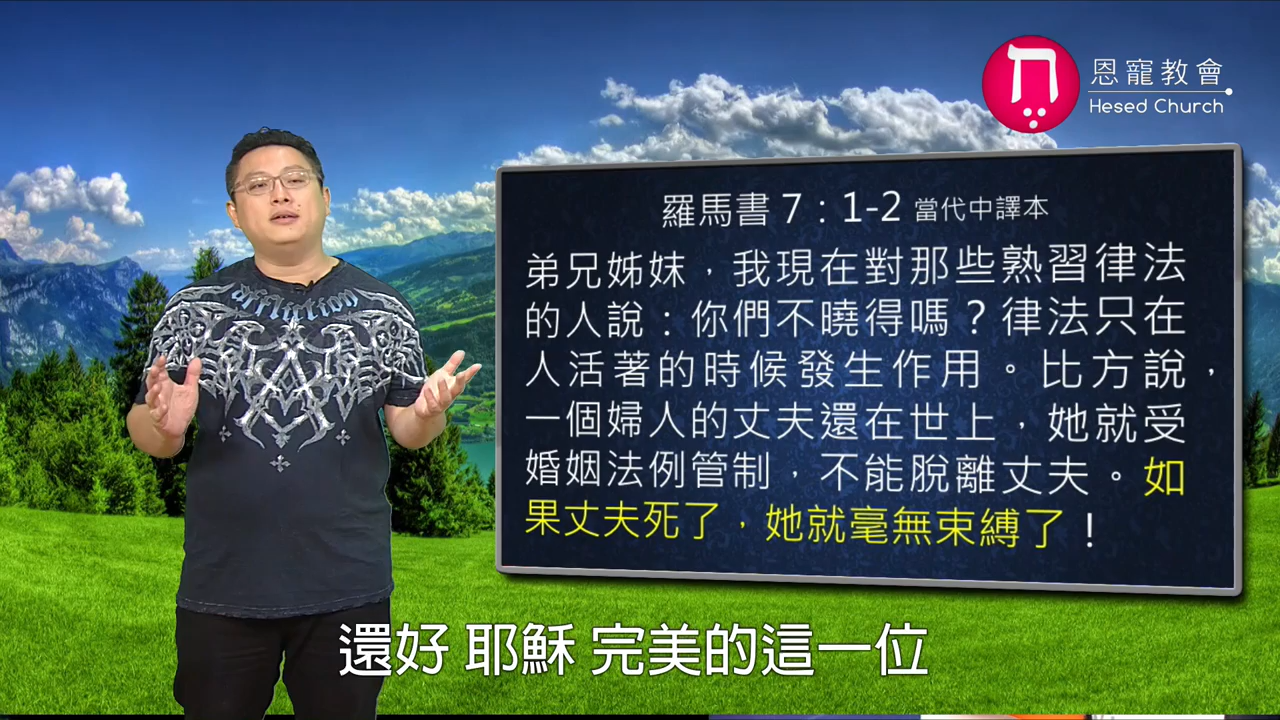 恩寵教會
Hesed Church
羅馬書 7：1-2 當代中譯本
弟兄姊妹，我現在對那些熟習律法
的人說：你們不曉得嗎？律法只在
人活著的時候發生作用。比方說，
一個婦人的丈夫還在世上，她就受
婚姻法例管制，不能脫離丈夫。如
果丈夫死了，她就毫無束縛了！
affliction
還好 耶穌 完美的這一位